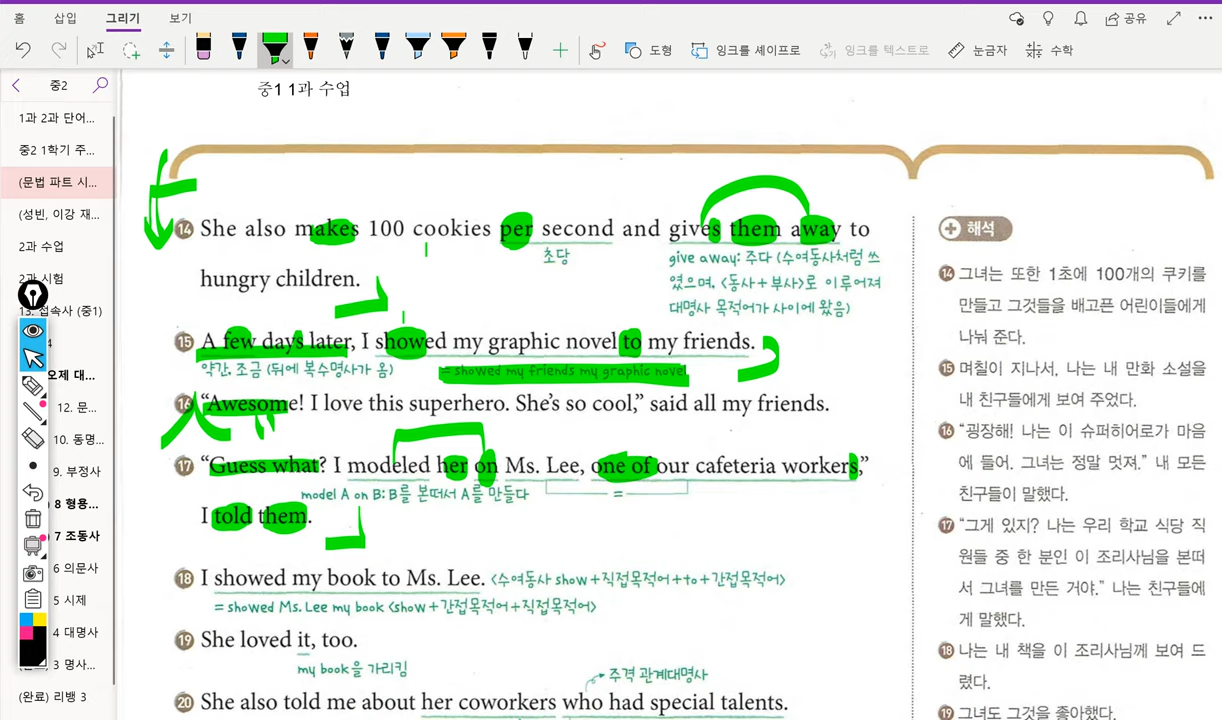 홈 삽입 그리기 보기
공유
도형 잉크를 셰이프로 잉크를 텍스트로 눈금자 수학
중2
1과 2과 단어...
중2 1학기 주...
(문법 파트 시...
(성빈, 이강 재...
2과 수업
2과 시험
13. 접속사 (중1)
4
오제 대...
12. 문...
10. 동명...
9. 부정사
8 형용...
7 조동사
6 의문사
5 시제
4 대명사
3 명사...
(완료) 리뱅 3
중1 1과 수업
14 She also makes 100 cookies per second and gives them away to
초당
give away: 주다 (수여동사처럼 쓰
였으며, <동사+부사>로 이루어져
대명사 목적어가 사이에 왔음)
hungry children.
15 A few days later, I showed my graphic novel to my friends.
약간, 조금 (뒤에 복수명사가 옴)
= showed my friends my graphic novel
16 “Awesome! I love this superhero. She’s so cool,” said all my friends.
17 “Guess what? I modeled her on Ms. Lee, one of our cafeteria workers,”
model A on B: B를 본떠서 A를 만들다
=
I told them.
18 I showed my book to Ms. Lee. <수여동사 show+직접목적어+to+간접목적어>
= showed Ms. Lee my book <show+간접목적어+직접목적어>
19 She loved it, too.
my book을 가리킴
주격 관계대명사
20 She also told me about her coworkers who had special talents.
해석
14 그녀는 또한 1초에 100개의 쿠키를
만들고 그것들을 배고픈 어린이들에게
나눠 준다.
15 며칠이 지나서, 나는 내 만화 소설을
내 친구들에게 보여 주었다.
16 “굉장해! 나는 이 슈퍼히어로가 마음
에 들어. 그녀는 정말 멋져.” 내 모든
친구들이 말했다.
17 “그게 있지? 나는 우리 학교 식당 직
원들 중 한 분인 이 조리사님을 본떠
서 그녀를 만든 거야.” 나는 친구들에
게 말했다.
18 나는 내 책을 이 조리사님께 보여 드
렸다.
19 그녀도 그것을 좋아했다.